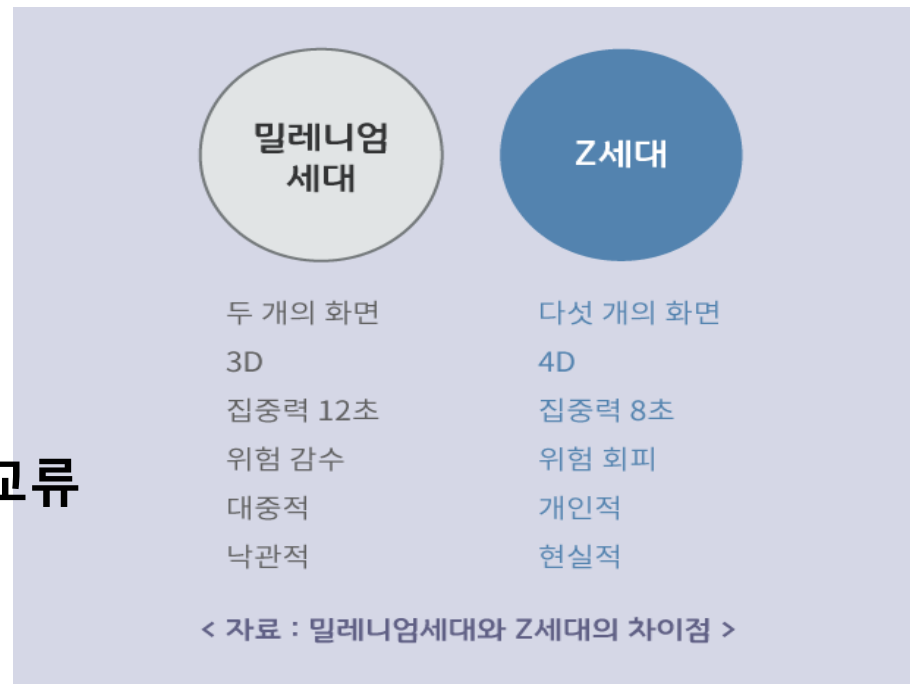 밀레니엄
세대
Z세대
두 개의 화면
다섯 개의 화면
3D
4D
집중력 12초
집중력 8초
위험 감수
위험 회피
교류
대중적
개인적
낙관적
현실적
< 자료 : 밀레니엄세대와 Z세대의 차이점 >